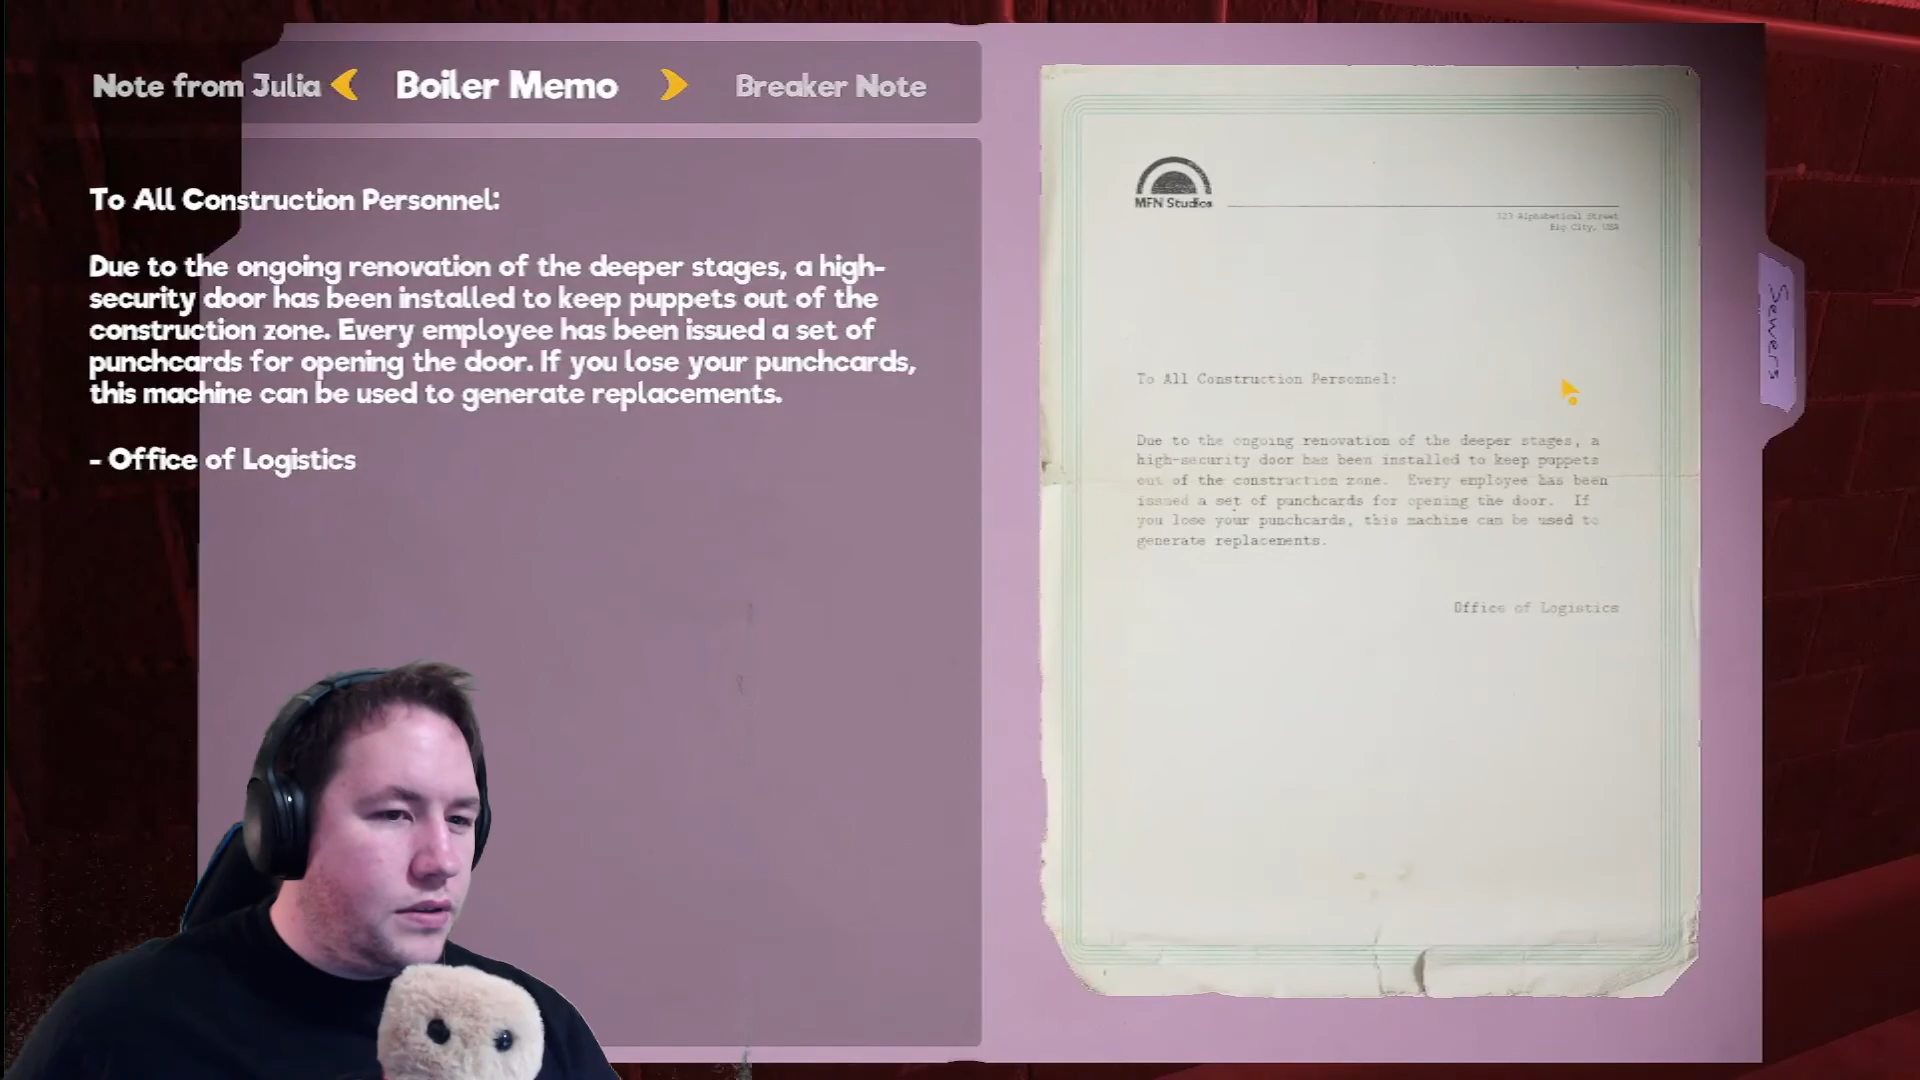 Note from Julia
Boiler Memo
Breaker Note
To All Construction Personnel:
Due to the ongoing renovation of the deeper stages, a high-
security door has been installed to keep puppets out of the
construction zone. Every employee has been issued a set of
punchcards for opening the door. If you lose your punchcards,
this machine can be used to generate replacements.
- Office of Logistics
MFN Studios
123 Alphabetical Street
Big City, USA
To All Construction Personnel:
Due to the ongoing renovation of the deeper stages, a
high-security door has been installed to keep puppets
out of the construction zone. Every employee has been
issued a set of punchcards for opening the door. If
you lose your punchcards, this machine can be used to
generate replacements.
Office of Logistics
Sewers